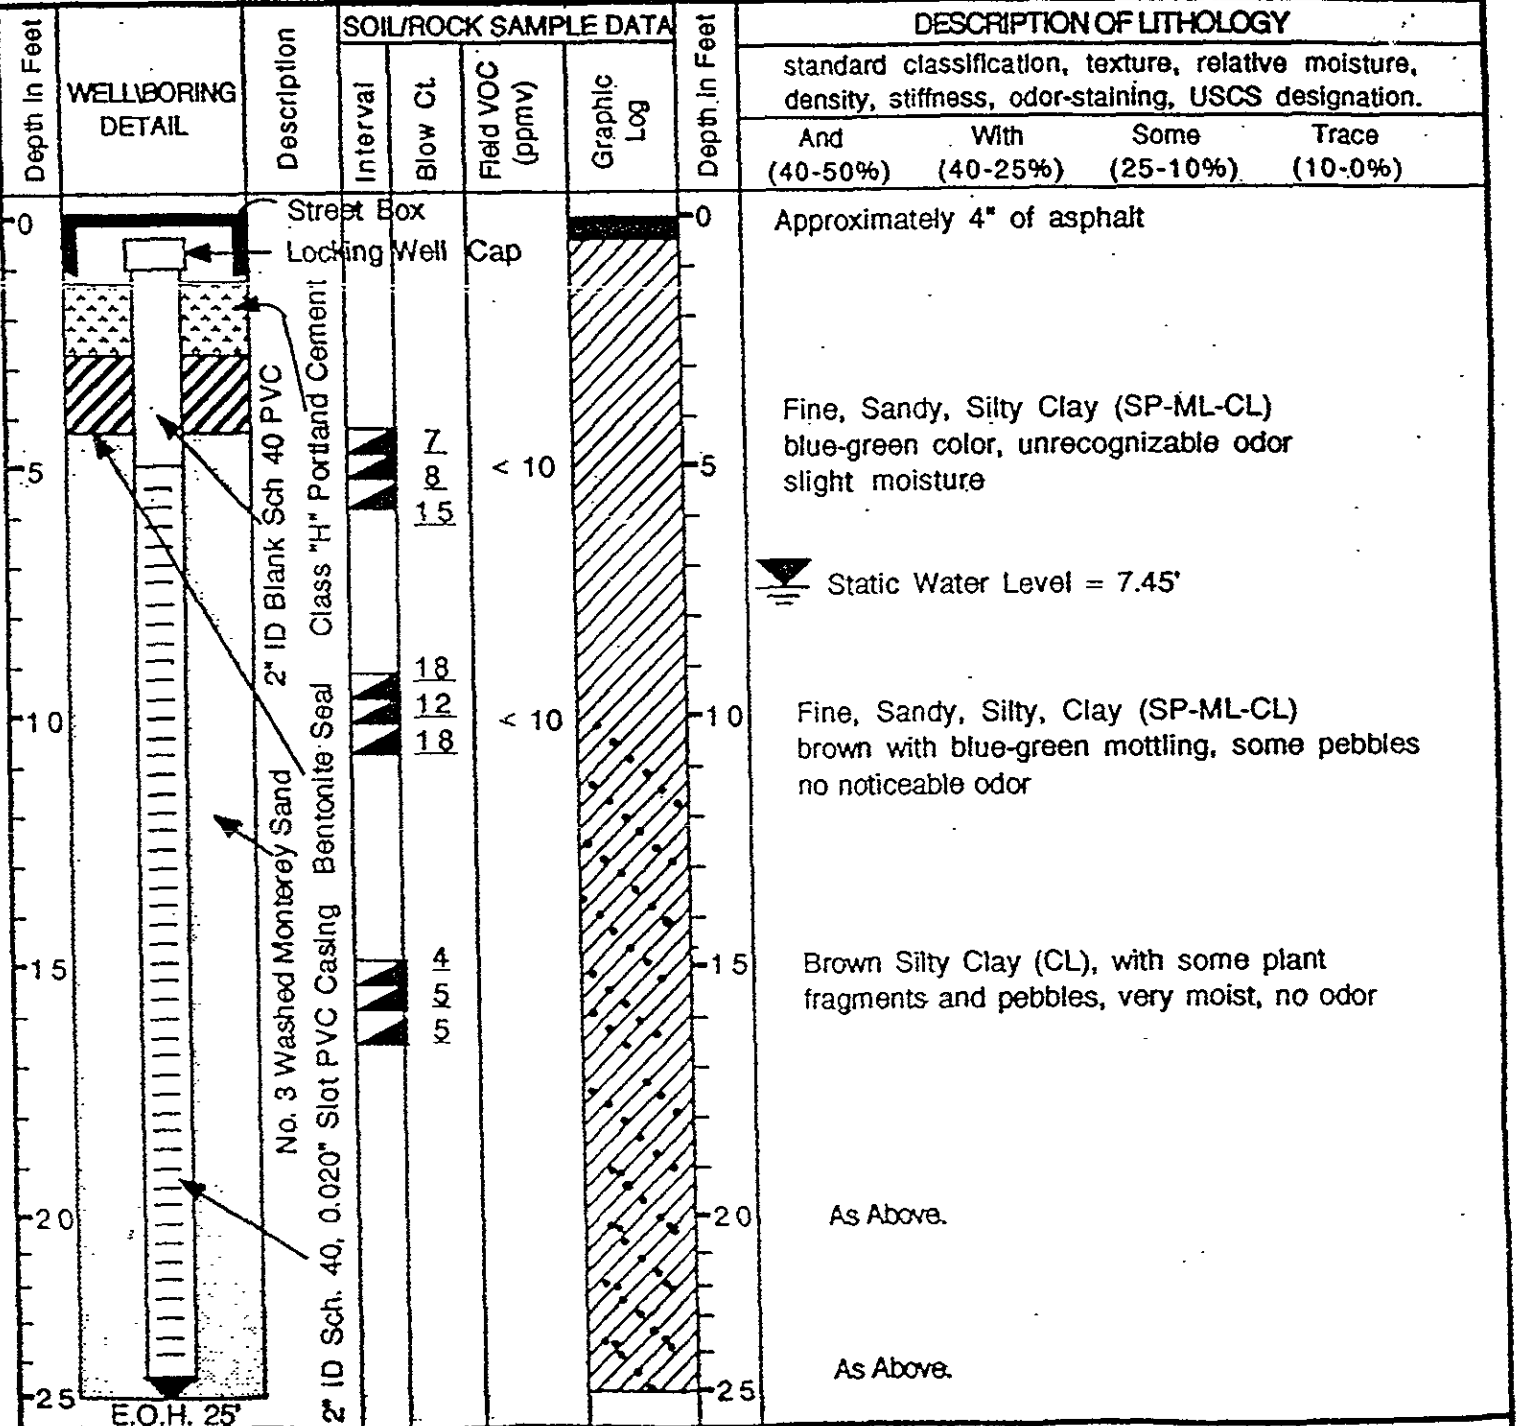 Depth In Feet
WELL\BORING
DETAIL
Description
SOIL/ROCK SAMPLE DATA
Interval
Blow Ct.
Field VOC
(ppmv)
Graphic
Log
Depth in Feet
DESCRIPTION OF LITHOLOGY
standard classification, texture, relative moisture,
density, stiffness, odor-staining, USCS designation.
And With Some Trace
(40-50%) (40-25%) (25-10%) (10-0%)
0 Street Box 0 Approximately 4" of asphalt
Locking Well Cap
2" ID Blank Sch 40 PVC
Class "H" Portland Cement
Fine, Sandy, Silty Clay (SP-ML-CL)
7 blue-green color, unrecognizable odor
5 8 < 10 5
slight moisture
15
Static Water Level = 7.45'
18
12
10 < 10 10 Fine, Sandy, Silty, Clay (SP-ML-CL)
18 brown with blue-green mottling, some pebbles
no noticeable odor
No. 3 Washed Monterey Sand
Bentonite Seal
2" ID Sch. 40, 0.020" Slot PVC Casing
4
15 15 Brown Silty Clay (CL), with some plant
5 fragments and pebbles, very moist, no odor
5
20 20 As Above.
As Above.
25 25
E.O.H. 25'